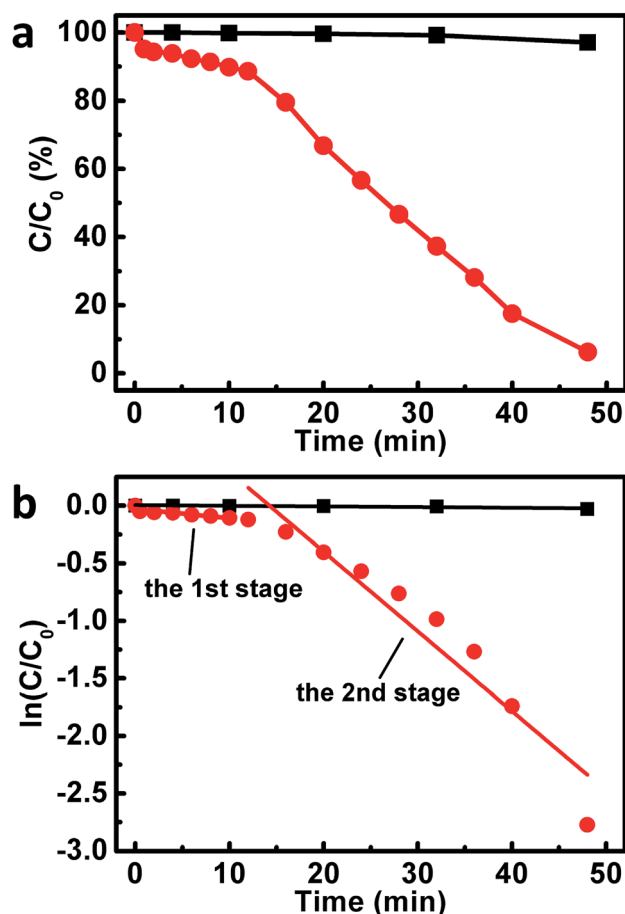 a
C/C0 (%)
100
80
60
40
20
0
0 10 20 30 40 50
Time (min)
b
ln(C/C0)
0.0
-0.5
-1.0
-1.5
-2.0
-2.5
-3.0
the 1st stage
the 2nd stage
0 10 20 30 40 50
Time (min)